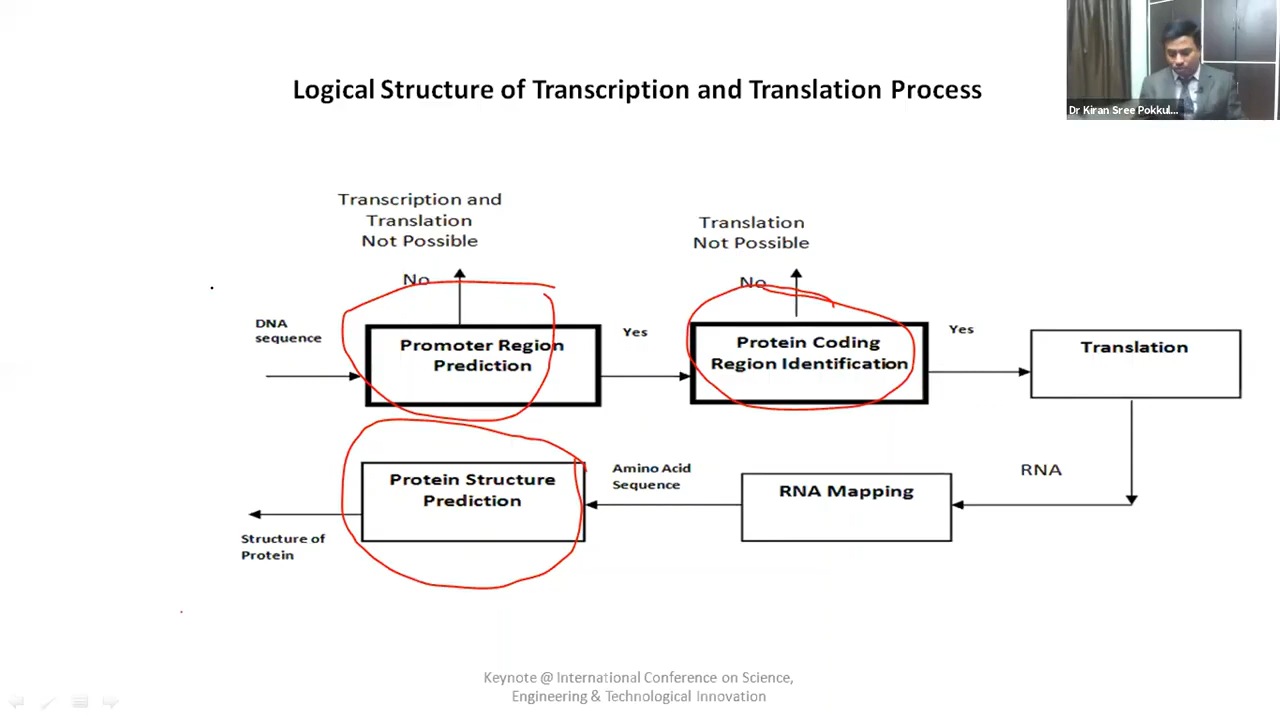 Dr Kiran Sree Pokkul...
Logical Structure of Transcription and Translation Process
Transcription and
Translation
Not Possible
No
Translation
Not Possible
No
DNA
sequence
Promoter Region
Prediction
Yes
Protein Coding
Region Identification
Yes
Translation
RNA
RNA Mapping
Amino Acid
Sequence
Protein Structure
Prediction
Structure of
Protein
Keynote @ International Conference on Science,
Engineering & Technological Innovation